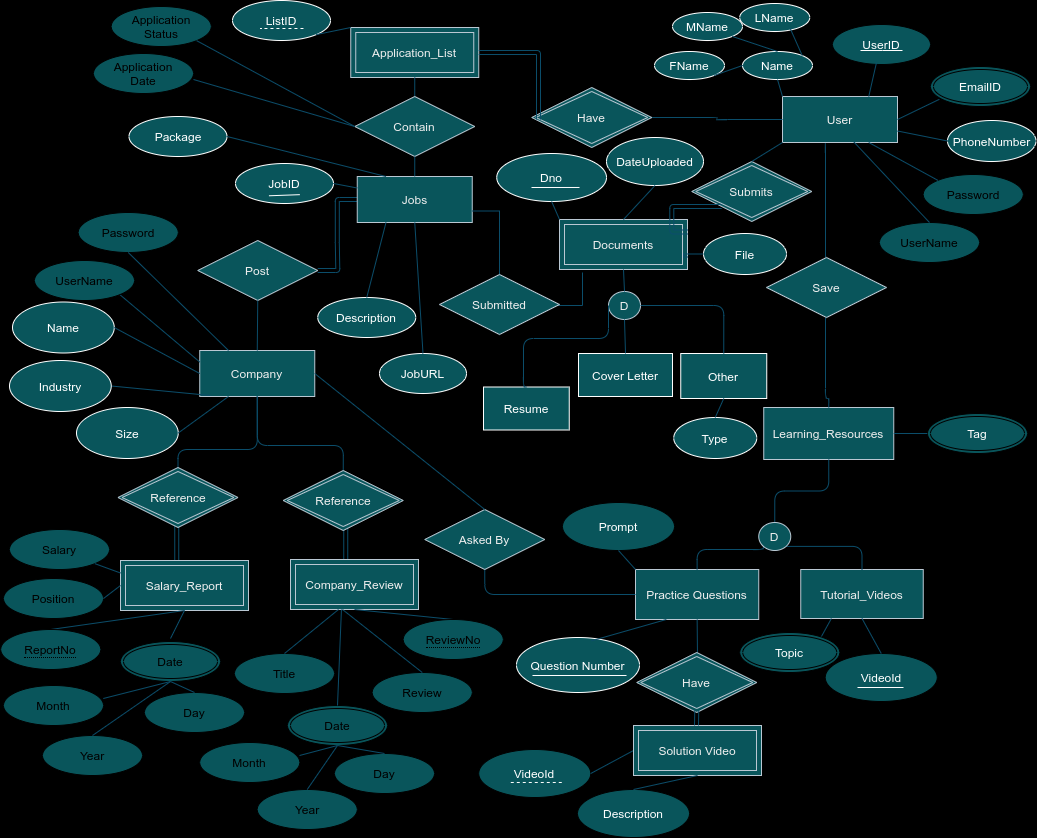 Application
Status
ListID
Application_List
MName
LName
UserID
FName
Name
Application
Date
EmailID
Contain
Have
User
Package
PhoneNumber
DateUploaded
Dno
JobID
Submits
Password
Jobs
Password
Documents
UserName
File
Post
UserName
Save
Submitted
D
Description
Name
Company
JobURL
Cover Letter
Other
Industry
Resume
Size
Type
Learning_Resources
Tag
Reference
Reference
Prompt
Asked By
D
Salary
Salary_Report
Company_Review
Position
Practice Questions
Tutorial_Videos
ReportNo
ReviewNo
Date
Topic
Question Number
Title
VideoId
Have
Review
Month
Day
Date
Year
Solution Video
Month
Day
VideoId
Year
Description